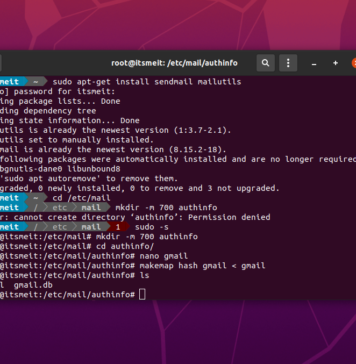 root@itsmeit: /etc/mail/authinfo
meit ~ sudo apt-get install sendmail mailutils
o] password for itsmeit:
ing package lists... Done
ding dependency tree
ing state information... Done
utils is already the newest version (1:3.7-2.1).
utils set to manually installed.
mail is already the newest version (8.15.2-18).
following packages were automatically installed and are no longer require
bgnutls-dane0 libunbound8
'sudo apt autoremove' to remove them.
graded, 0 newly installed, 0 to remove and 3 not upgraded.
meit ~ cd /etc/mail
meit / etc mail mkdir -m 700 authinfo
r: cannot create directory ‘authinfo’: Permission denied
meit / etc mail 1 sudo -s
@itsmeit:/etc/mail# mkdir -m 700 authinfo
@itsmeit:/etc/mail# cd authinfo/
@itsmeit:/etc/mail/authinfo# nano gmail
@itsmeit:/etc/mail/authinfo# makemap hash gmail < gmail
@itsmeit:/etc/mail/authinfo# ls
l gmail.db
@itsmeit:/etc/mail/authinfo#